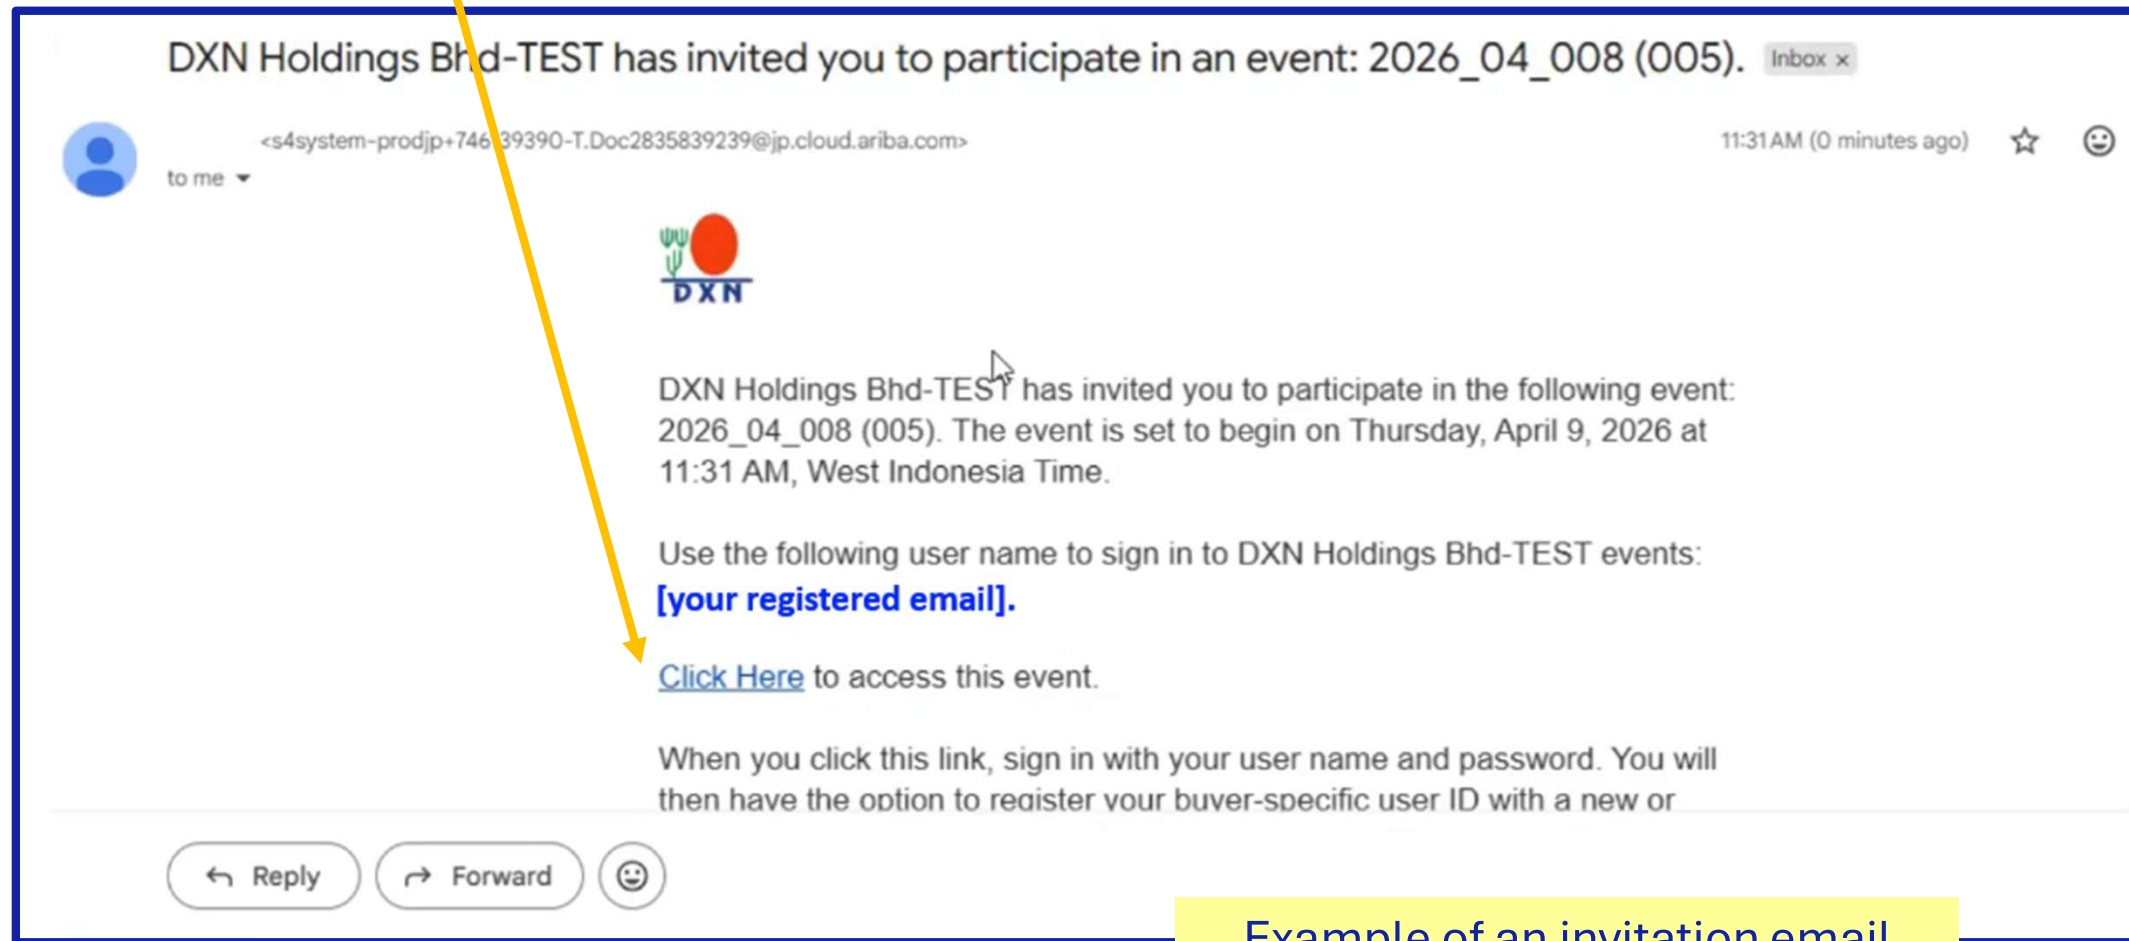 DXN Holdings Bhd-TEST has invited you to participate in an event: 2026_04_008 (005). Inbox ×
<s4system-prodjp+746 39390-T.Doc2835839239@jp.cloud.ariba.com> 11:31 AM (0 minutes ago)
to me
DXN
DXN Holdings Bhd-TEST has invited you to participate in the following event:
2026_04_008 (005). The event is set to begin on Thursday, April 9, 2026 at
11:31 AM, West Indonesia Time.
Use the following user name to sign in to DXN Holdings Bhd-TEST events:
[your registered email].
Click Here to access this event.
When you click this link, sign in with your user name and password. You will
then have the option to register your buyer-specific user ID with a new or
Reply Forward
Example of an invitation email